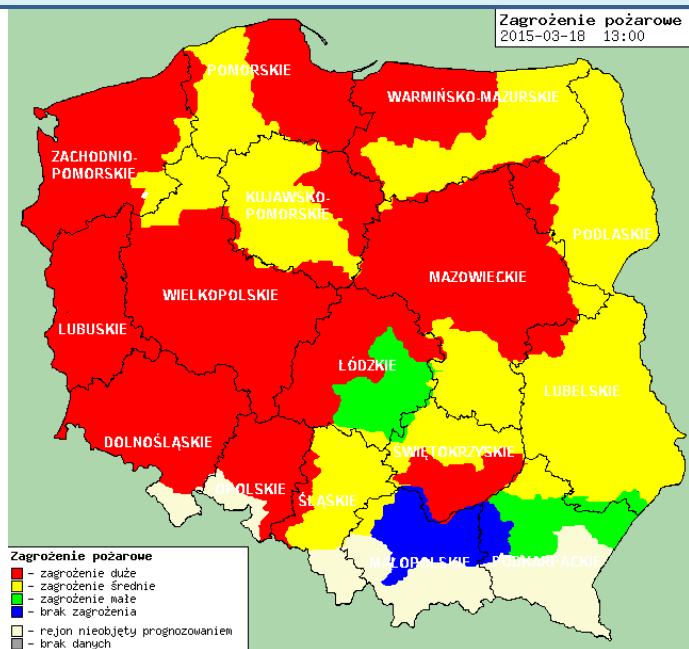 Zagrożenie pożarowe
2015-03-18 13:00
POMORSKIE
WARMIŃSKO-MAZURSKIE
ZACHODNIO-
POMORSKIE
KUJAWSKO-
POMORSKIE
PODLASKIE
MAZOWIECKIE
WIELKOPOLSKIE
LUBUSKIE
ŁÓDZKIE
LUBELSKIE
DOLNOŚLĄSKIE
ŚWIĘTOKRZYSKIE
OPOLSKIE
ŚLĄSKIE
MAŁOPOLSKIE
PODKARPACKIE
Zagrożenie pożarowe
- zagrożenie duże
- zagrożenie średnie
- zagrożenie małe
- brak zagrożenia
- rejon nieobjęty prognozowaniem
- brak danych